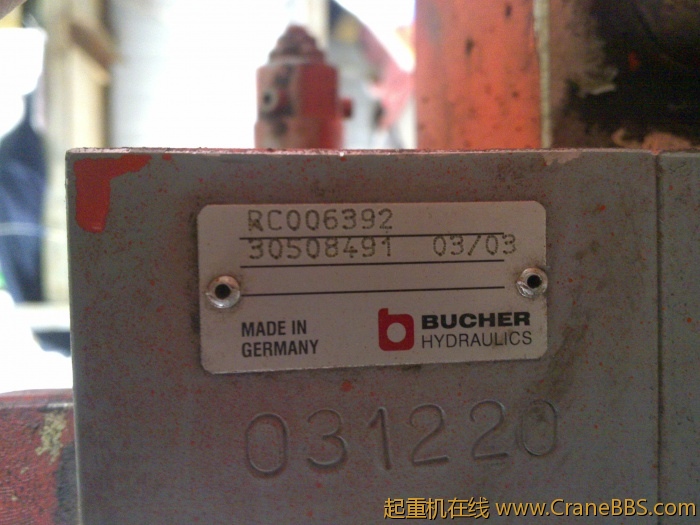 RC006392
30508491 03/03
MADE IN
GERMANY
BUCHER
HYDRAULICS
031220
起重机在线 www.CraneBBS.com